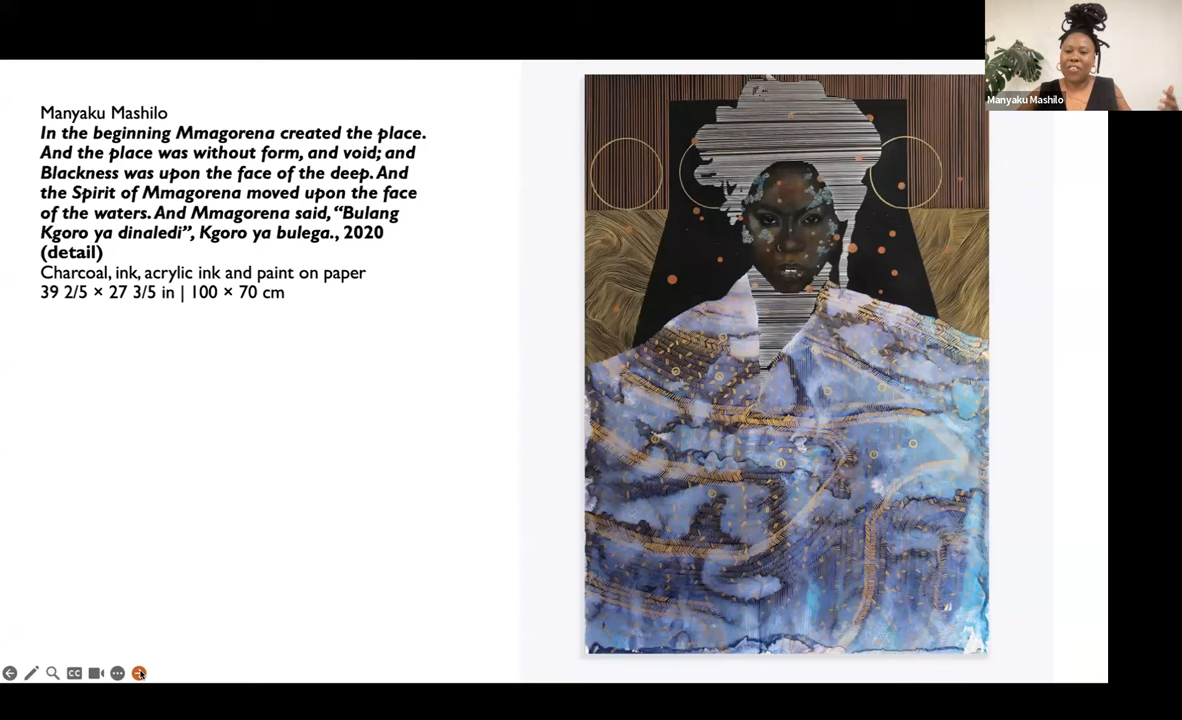 Manyaku Mashilo
In the beginning Mmagorena created the place.
And the place was without form, and void; and
Blackness was upon the face of the deep. And
the Spirit of Mmagorena moved upon the face
of the waters. And Mmagorena said, “Bulang
Kgoro ya dinaledi”, Kgoro ya bulega., 2020
(detail)
Charcoal, ink, acrylic ink and paint on paper
39 2/5 × 27 3/5 in | 100 × 70 cm
Manyaku Mashilo
CC